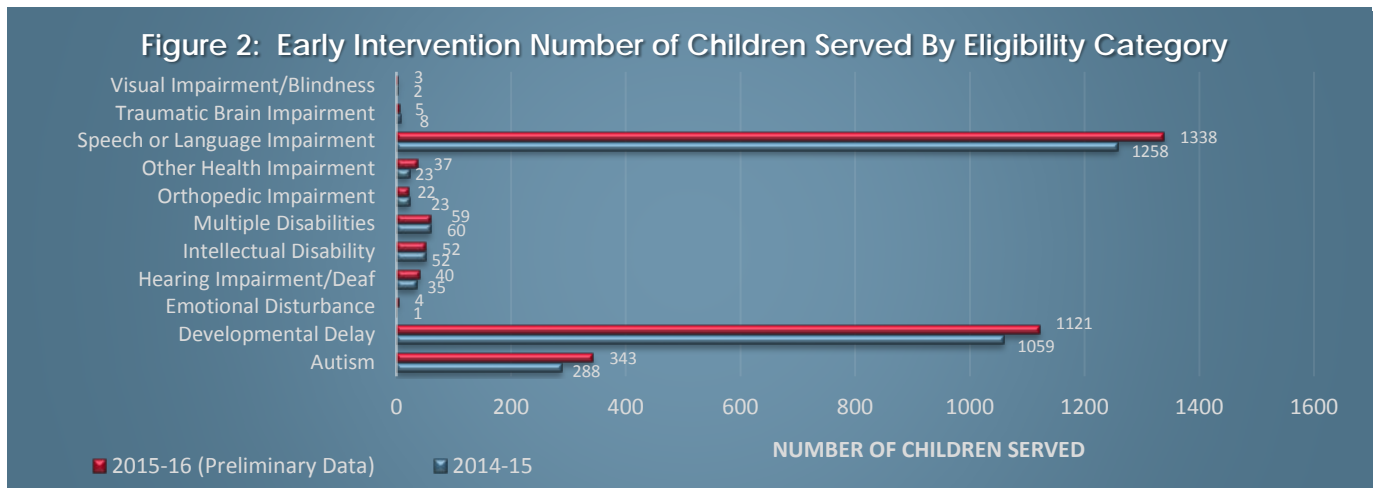 Figure 2: Early Intervention Number of Children Served By Eligibility Category
Visual Impairment/Blindness 3 2
Traumatic Brain Impairment 5 8
Speech or Language Impairment 1338 1258
Other Health Impairment 37 23
Orthopedic Impairment 22 23
Multiple Disabilities 59 60
Intellectual Disability 52 52
Hearing Impairment/Deaf 40 35
Emotional Disturbance 4 1
Developmental Delay 1121 1059
Autism 343 288
0 200 400 600 800 1000 1200 1400 1600
NUMBER OF CHILDREN SERVED
2015-16 (Preliminary Data) 2014-15